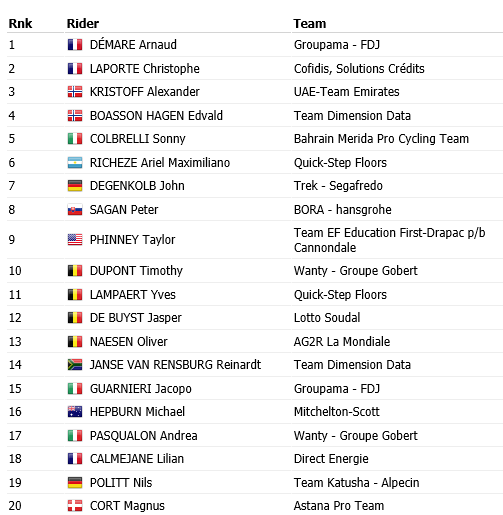 Rnk Rider Team
1 DÉMARE Arnaud Groupama - FDJ
2 LAPORTE Christophe Cofidis, Solutions Crédits
3 KRISTOFF Alexander UAE-Team Emirates
4 BOASSON HAGEN Edvald Team Dimension Data
5 COLBRELLI Sonny Bahrain Merida Pro Cycling Team
6 RICHEZE Ariel Maximiliano Quick-Step Floors
7 DEGENKOLB John Trek - Segafredo
8 SAGAN Peter BORA - hansgrohe
9 PHINNEY Taylor Team EF Education First-Drapac p/b
Cannondale
10 DUPONT Timothy Wanty - Groupe Gobert
11 LAMPAERT Yves Quick-Step Floors
12 DE BUYST Jasper Lotto Soudal
13 NAESEN Oliver AG2R La Mondiale
14 JANSE VAN RENSBURG Reinardt Team Dimension Data
15 GUARNIERI Jacopo Groupama - FDJ
16 HEPBURN Michael Mitchelton-Scott
17 PASQUALON Andrea Wanty - Groupe Gobert
18 CALMEJANE Lilian Direct Energie
19 POLITT Nils Team Katusha - Alpecin
20 CORT Magnus Astana Pro Team